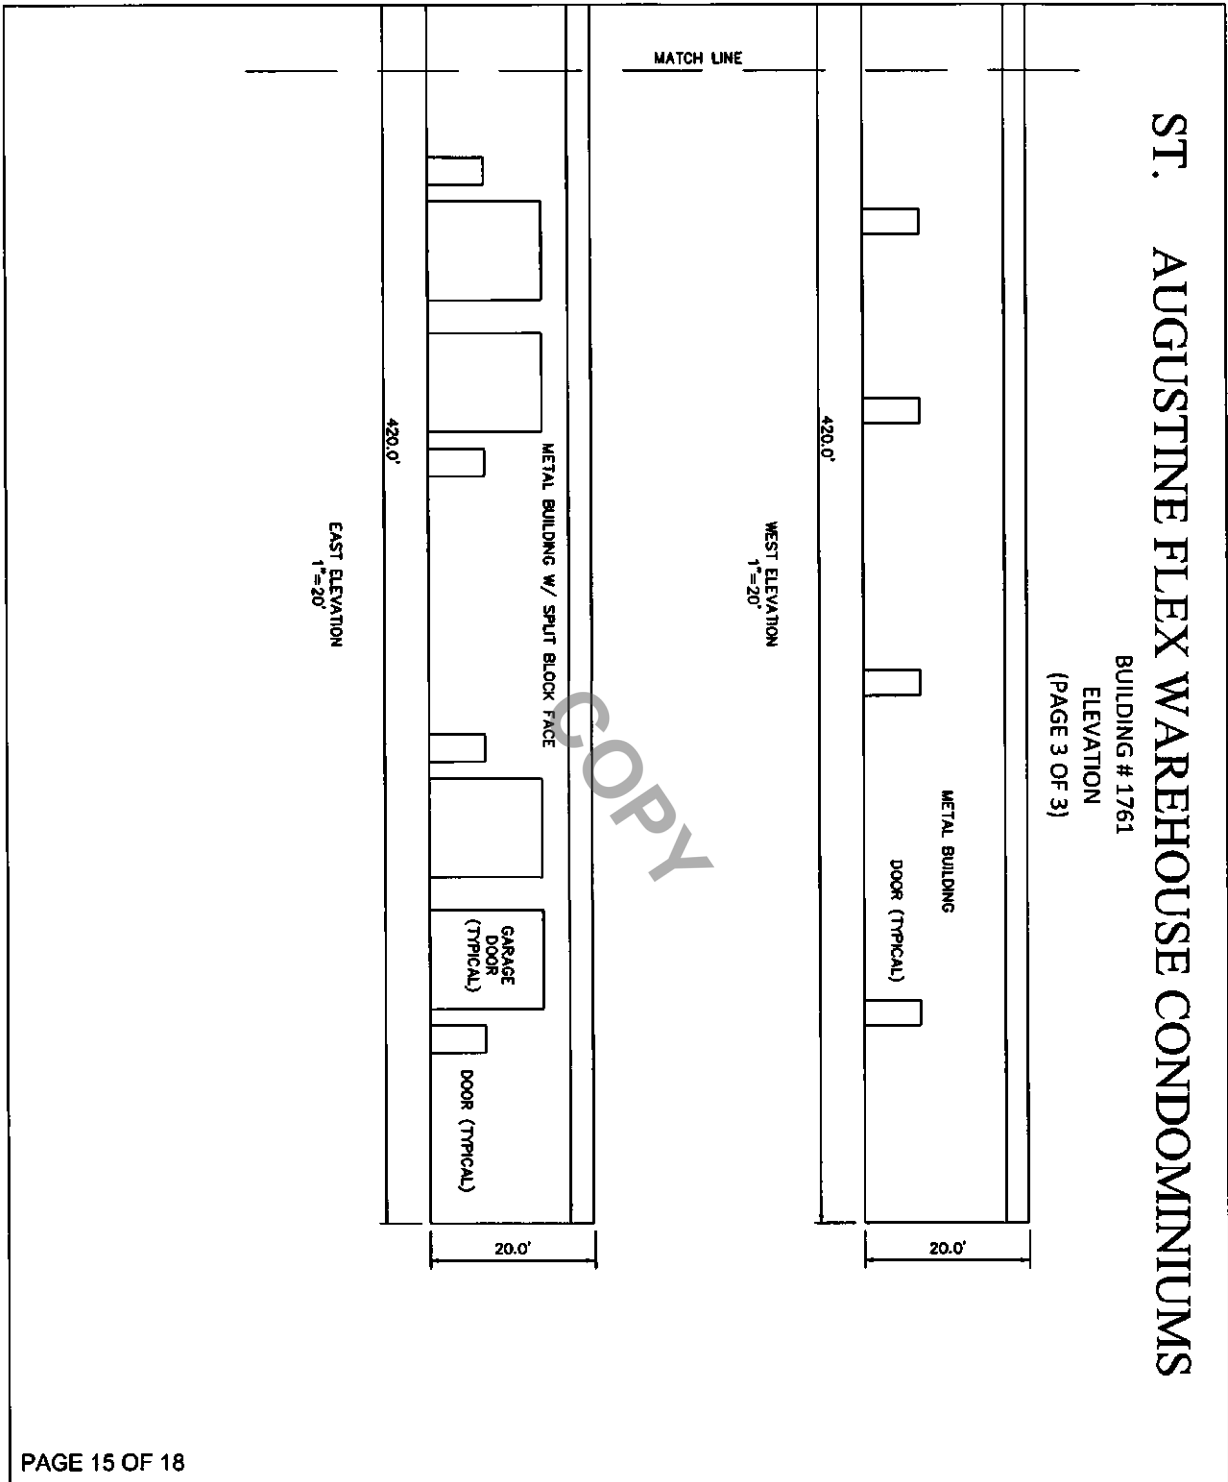 ST. AUGUSTINE FLEX WAREHOUSE CONDOMINIUMS
BUILDING # 1761
ELEVATION
(PAGE 3 OF 3)
MATCH LINE
METAL BUILDING
DOOR (TYPICAL)
20.0'
420.0'
WEST ELEVATION
1"=20'
METAL BUILDING W/ SPLIT BLOCK FACE
GARAGE
DOOR
(TYPICAL)
DOOR (TYPICAL)
20.0'
420.0'
EAST ELEVATION
1"=20'
COPY
PAGE 15 OF 18